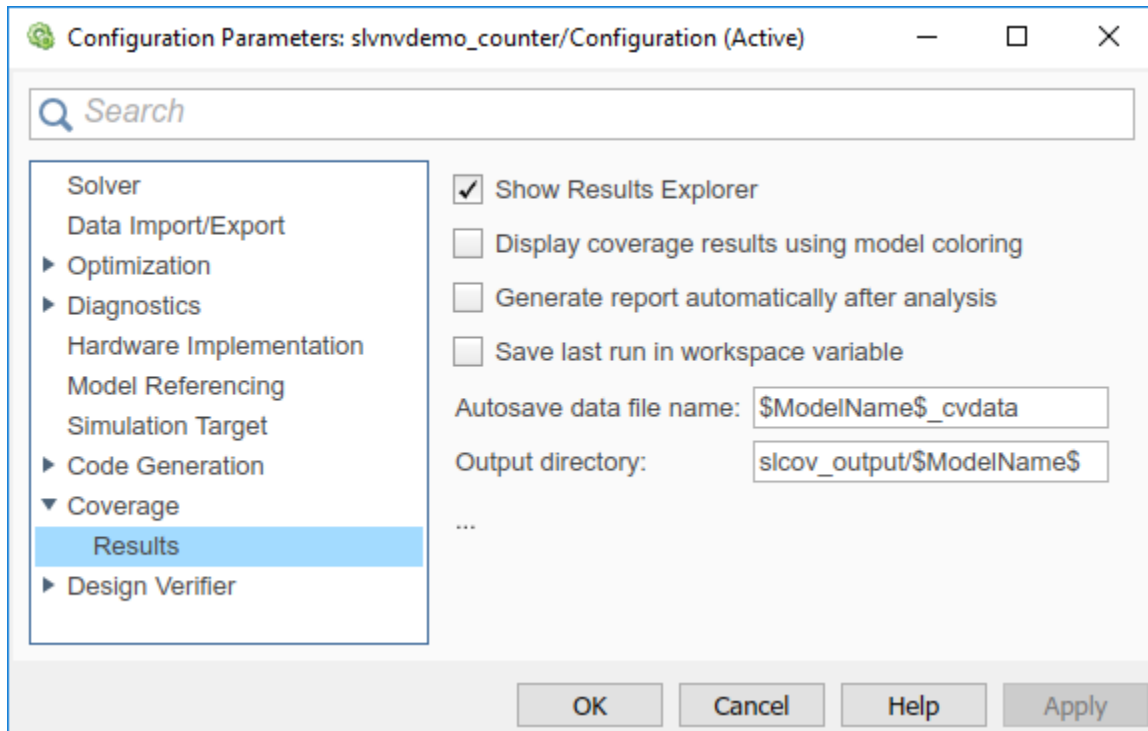 Configuration Parameters: slvnvdemo_counter/Configuration (Active)
Search
Solver
Data Import/Export
Optimization
Diagnostics
Hardware Implementation
Model Referencing
Simulation Target
Code Generation
Coverage
Results
Design Verifier
Show Results Explorer
Display coverage results using model coloring
Generate report automatically after analysis
Save last run in workspace variable
Autosave data file name: $ModelName$_cvdata
Output directory: slcov_output/$ModelName$
...
OK Cancel Help Apply